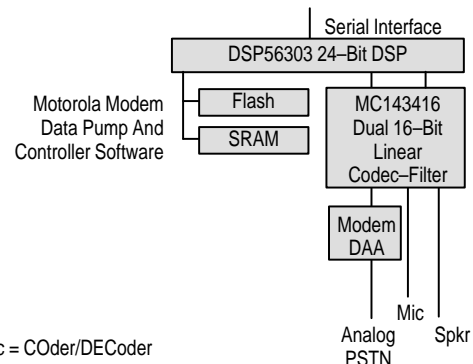 Serial Interface
DSP56303 24–Bit DSP
Motorola Modem
Data Pump And
Controller Software
Flash
SRAM
MC143416
Dual 16–Bit
Linear
Codec–Filter
Modem
DAA
Mic
Analog
PSTN
Spkr
c = COder/DECoder